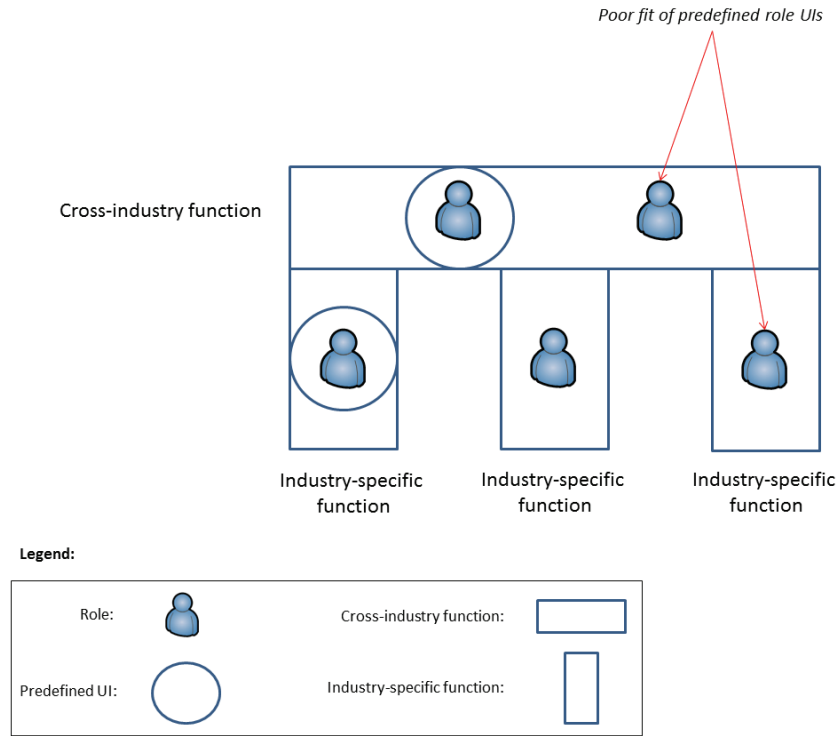 Poor fit of predefined role UIs
Cross-industry function
Industry-specific
function
Industry-specific
function
Industry-specific
function
Legend:
Role:
Cross-industry function:
Predefined UI:
Industry-specific function: